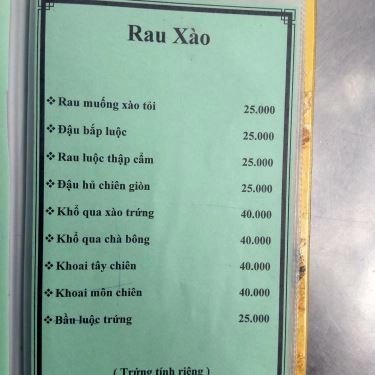 Rau Xào
❖ Rau muống xào tỏi 25.000
❖ Đậu bắp luộc 25.000
❖ Rau luộc thập cẩm 25.000
❖ Đậu hủ chiên giòn 25.000
❖ Khổ qua xào trứng 40.000
❖ Khổ qua chà bông 40.000
❖ Khoai tây chiên 40.000
❖ Khoai môn chiên 40.000
❖ Bầu luộc trứng 25.000
( Trứng tính riêng )